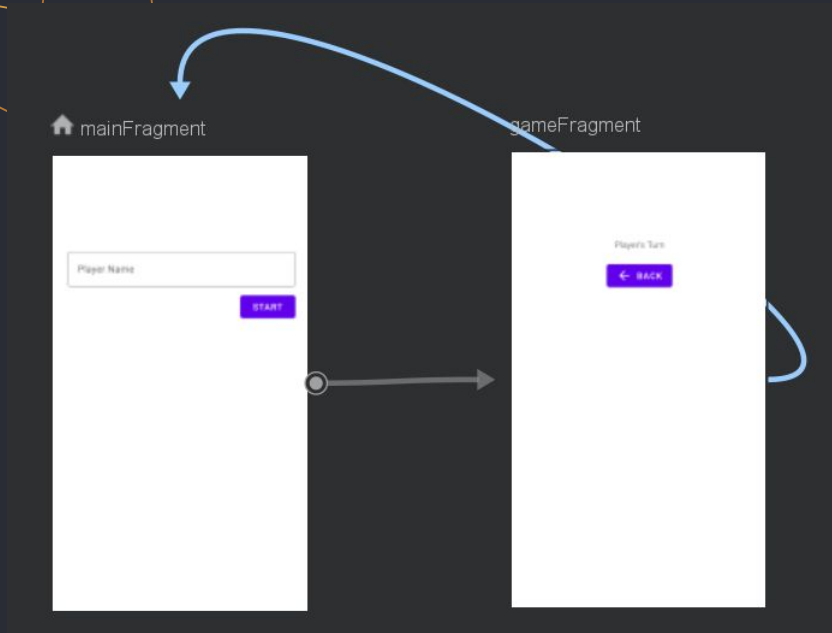 mainFragment
gameFragment
Player Name
START
Player's Turn
← BACK